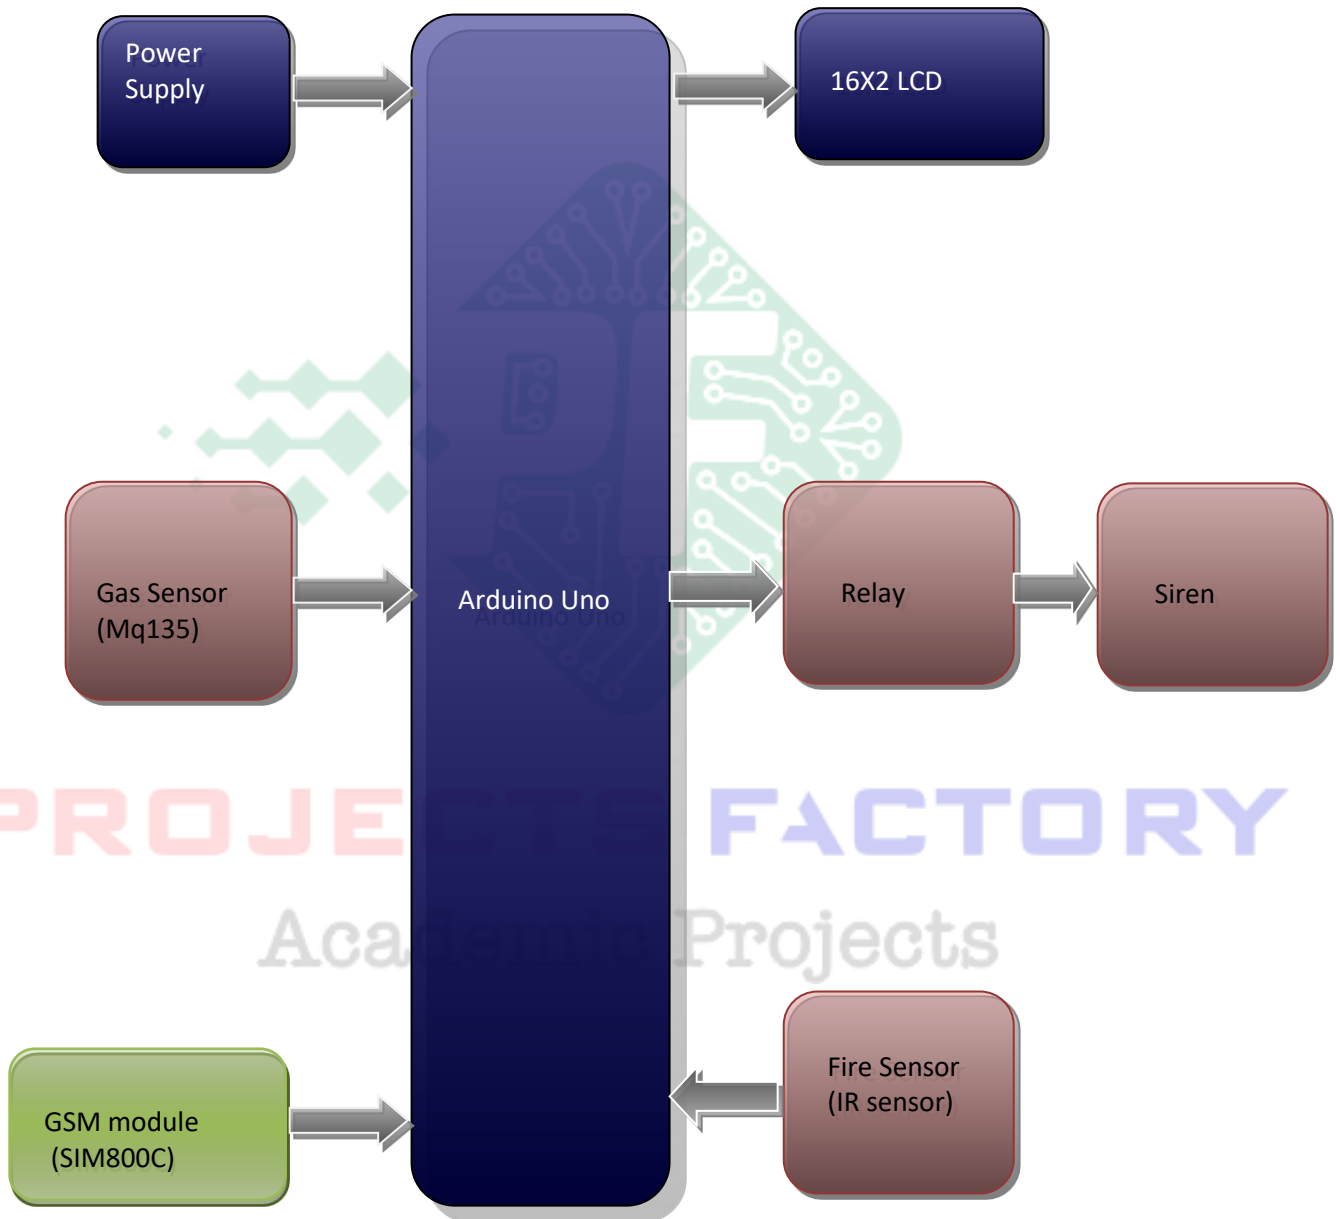 Power
Supply
16X2 LCD
Gas Sensor
(Mq135)
Arduino Uno
Relay
Siren
PROJECTS FACTORY
Academic Projects
GSM module
(SIM800C)
Fire Sensor
(IR sensor)